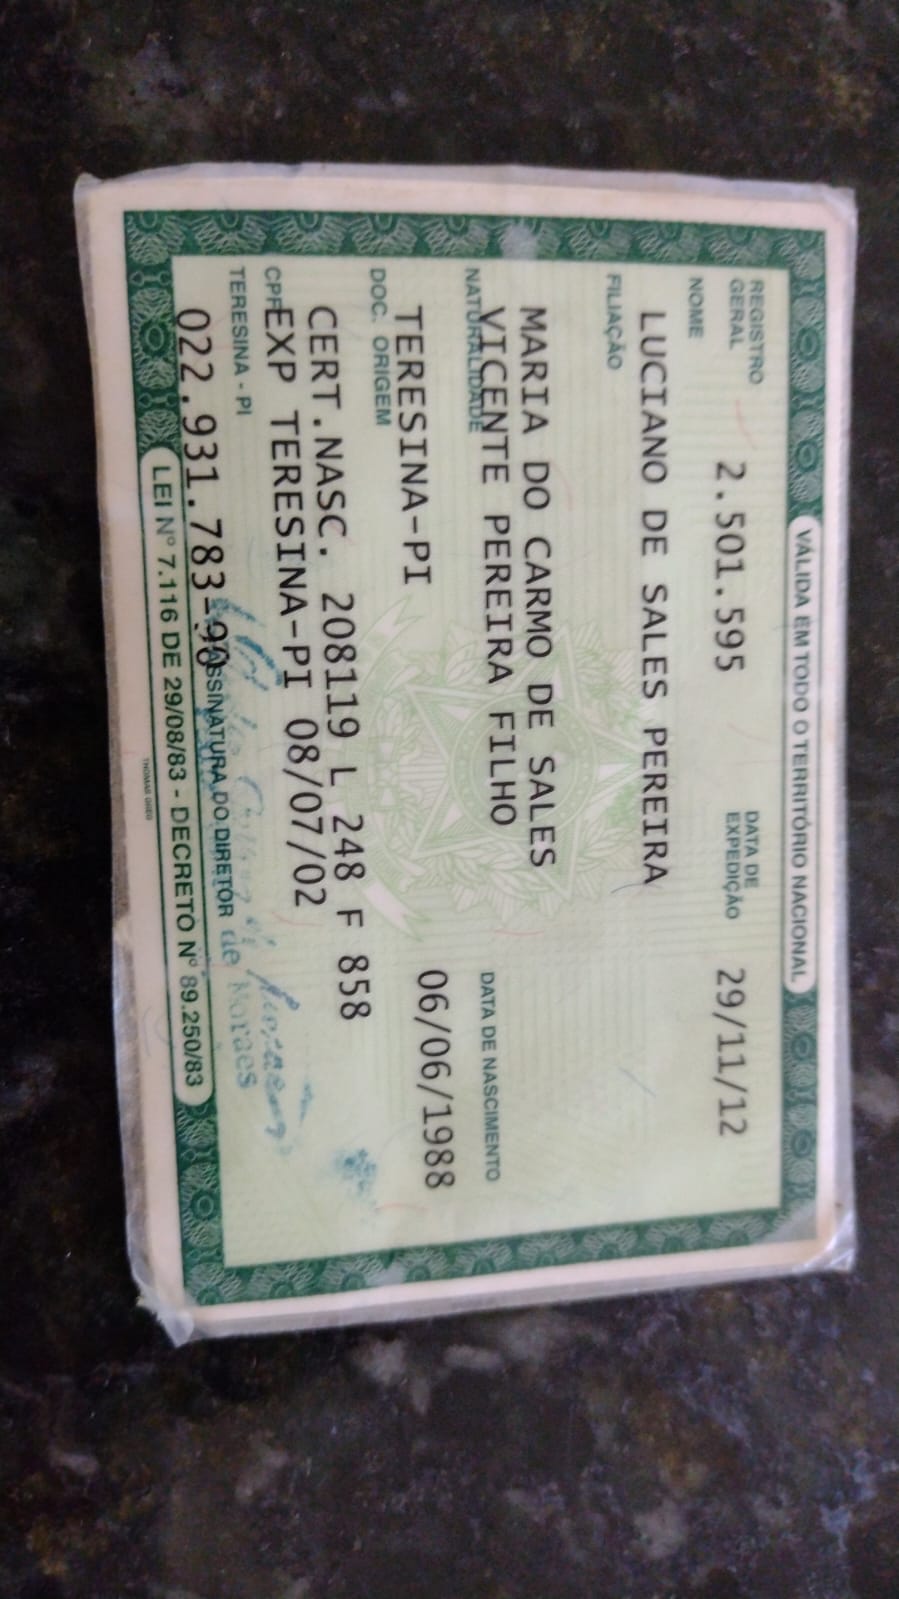 VÁLIDA EM TODO O TERRITÓRIO NACIONAL
REGISTRO GERAL 2.501.595 DATA DE EXPEDIÇÃO 29/11/12
NOME
LUCIANO DE SALES PEREIRA
FILIAÇÃO
MARIA DO CARMO DE SALES
VICENTE PEREIRA FILHO
NATURALIDADE DATA DE NASCIMENTO
TERESINA-PI 06/06/1988
DOC. ORIGEM
CERT.NASC. 208119 L 248 F 858
EXP TERESINA-PI 08/07/02
CPF
TERESINA - PI
022.931.783-90
ASSINATURA DO DIRETOR
de Moraes
LEI Nº 7.116 DE 29/08/83 - DECRETO Nº 89.250/83